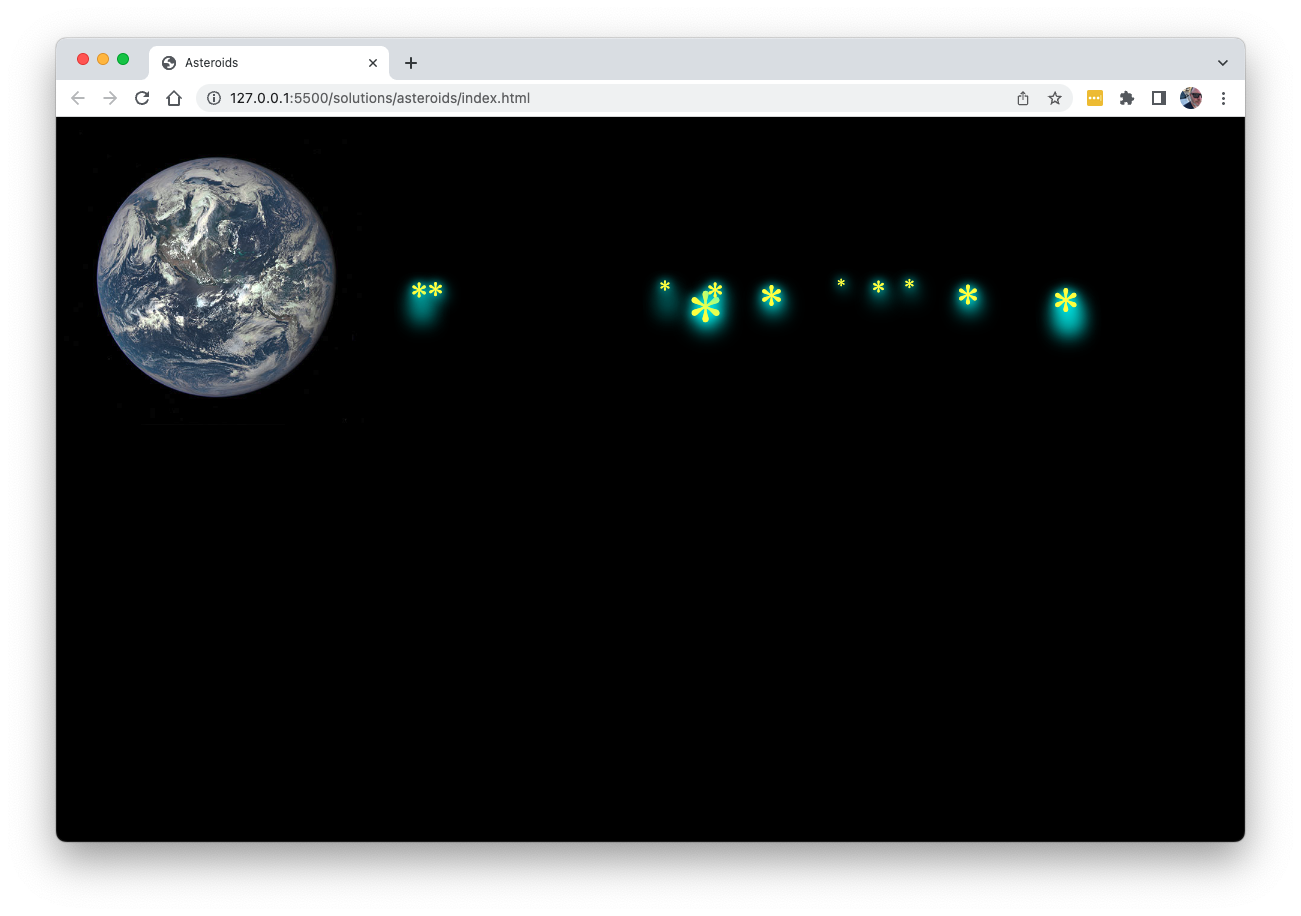 Asteroids
127.0.0.1:5500/solutions/asteroids/index.html
** * * * * * * * * *